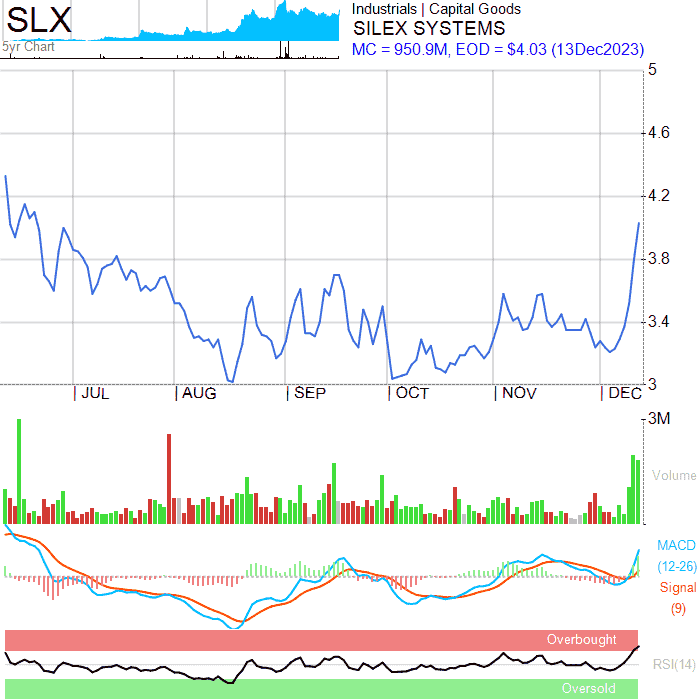 SLX
5yr Chart
Industrials | Capital Goods
SILEX SYSTEMS
MC = 950.9M, EOD = $4.03 (13Dec2023)
5
4.6
4.2
3.8
3.4
3
| JUL | AUG | SEP | OCT | NOV | DEC
3M
Volume
MACD
(12-26)
Signal
(9)
Overbought
RSI(14)
Oversold